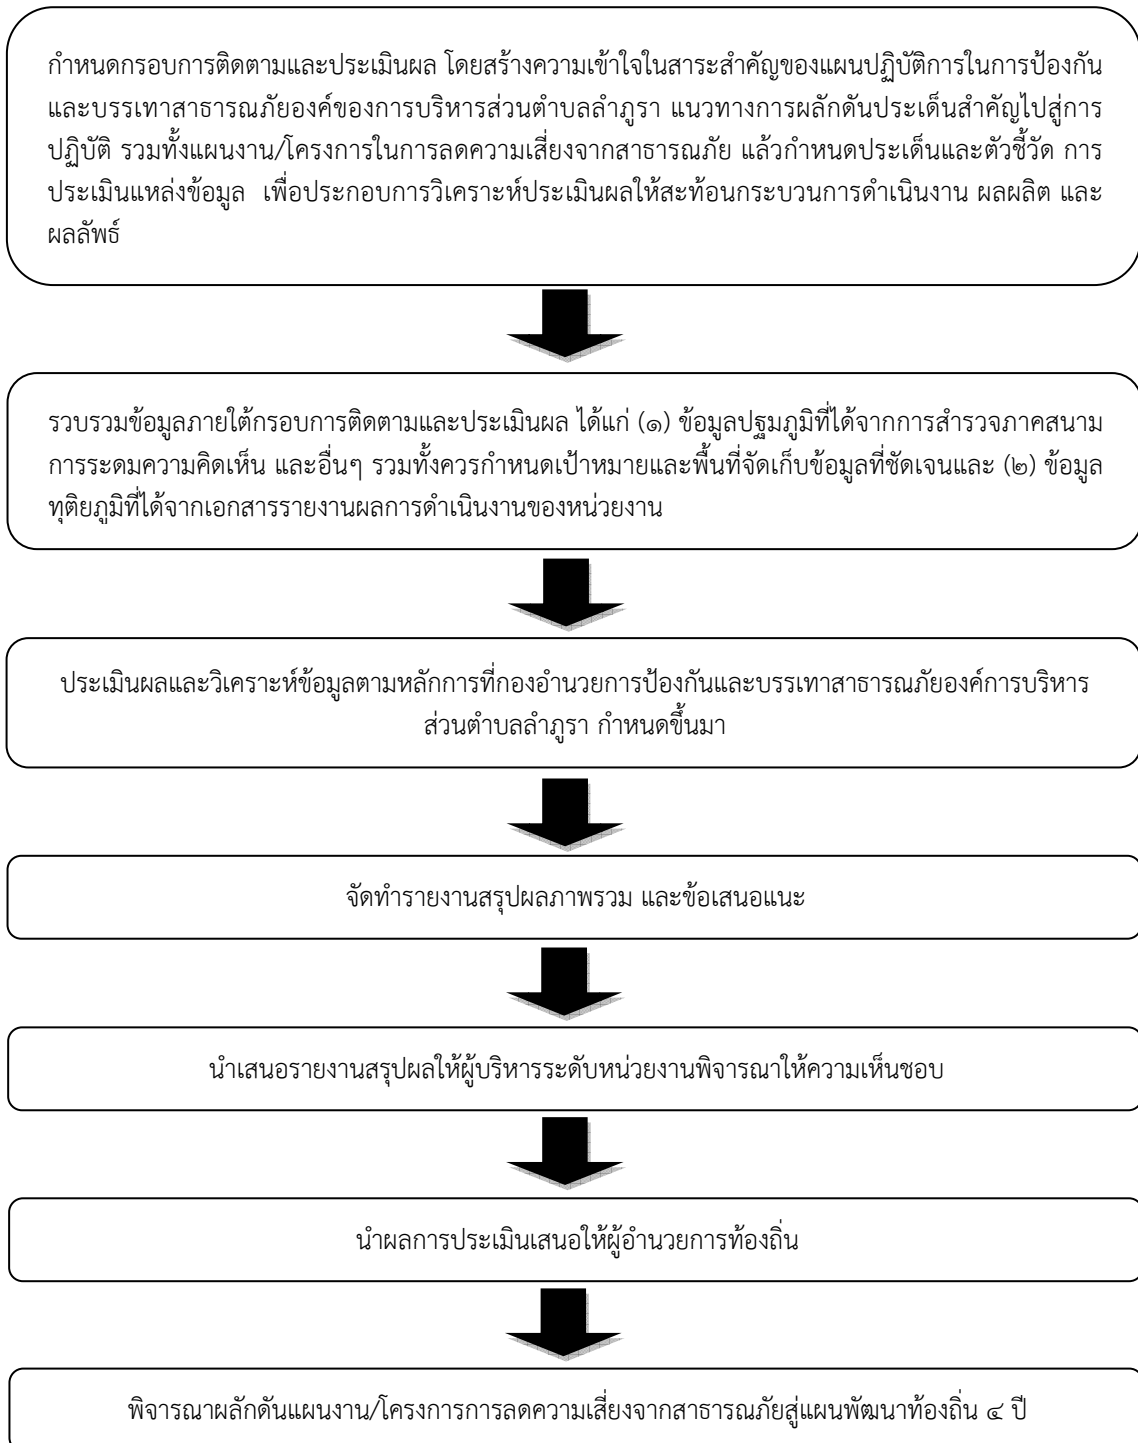 กำหนดกรอบการติดตามและประเมินผล โดยสร้างความเข้าใจในสาระสำคัญของแผนปฏิบัติการในการป้องกัน
และบรรเทาสาธารณภัยองค์ของการบริหารส่วนตำบลลำภูรา แนวทางการผลักดันประเด็นสำคัญไปสู่การ
ปฏิบัติ รวมทั้งแผนงาน/โครงการในการลดความเสี่ยงจากสาธารณภัย แล้วกำหนดประเด็นและตัวชี้วัด การ
ประเมินแหล่งข้อมูล เพื่อประกอบการวิเคราะห์ประเมินผลให้สะท้อนกระบวนการดำเนินงาน ผลผลิต และ
ผลลัพธ์
รวบรวมข้อมูลภายใต้กรอบการติดตามและประเมินผล ได้แก่ (๑) ข้อมูลปฐมภูมิที่ได้จากการสำรวจภาคสนาม
การระดมความคิดเห็น และอื่นๆ รวมทั้งควรกำหนดเป้าหมายและพื้นที่จัดเก็บข้อมูลที่ชัดเจนและ (๒) ข้อมูล
ทุติยภูมิที่ได้จากเอกสารรายงานผลการดำเนินงานของหน่วยงาน
ประเมินผลและวิเคราะห์ข้อมูลตามหลักการที่กองอำนวยการป้องกันและบรรเทาสาธารณภัยองค์การบริหาร
ส่วนตำบลลำภูรา กำหนดขึ้นมา
จัดทำรายงานสรุปผลภาพรวม และข้อเสนอแนะ
นำเสนอรายงานสรุปผลให้ผู้บริหารระดับหน่วยงานพิจารณาให้ความเห็นชอบ
นำผลการประเมินเสนอให้ผู้อำนวยการท้องถิ่น
พิจารณาผลักดันแผนงาน/โครงการการลดความเสี่ยงจากสาธารณภัยสู่แผนพัฒนาท้องถิ่น ๔ ปี